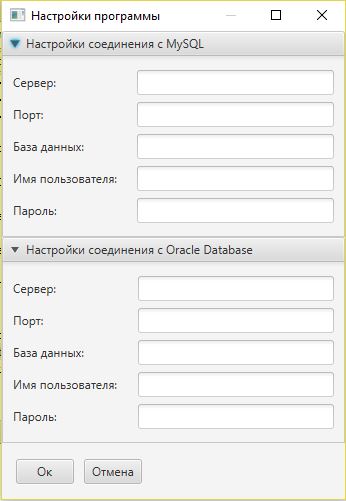 Настройки программы
Настройки соединения с MySQL
Сервер:
Порт:
База данных:
Имя пользователя:
Пароль:
Настройки соединения с Oracle Database
Сервер:
Порт:
База данных:
Имя пользователя:
Пароль:
Ок Отмена